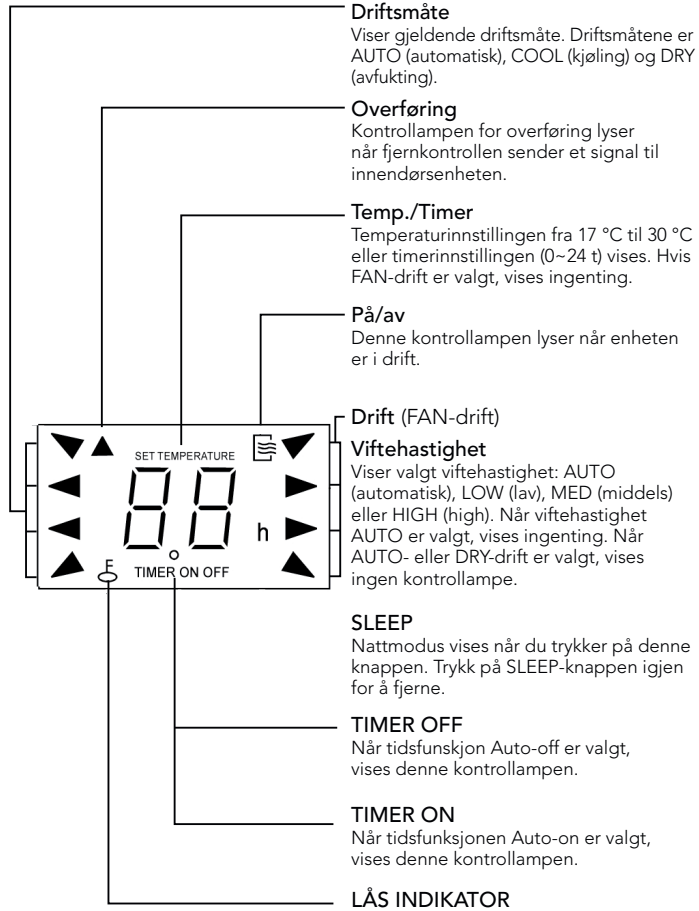 Driftsmåte
Viser gjeldende driftsmåte. Driftsmåtene er
AUTO (automatisk), COOL (kjøling) og DRY
(avfukting).
Overføring
Kontrollampen for overføring lyser
når fjernkontrollen sender et signal til
innendørsenheten.
Temp./Timer
Temperaturinnstillingen fra 17 °C til 30 °C
eller timerinnstillingen (0~24 t) vises. Hvis
FAN-drift er valgt, vises ingenting.
På/av
Denne kontrollampen lyser når enheten
er i drift.
Drift (FAN-drift)
Viftehastighet
Viser valgt viftehastighet: AUTO
(automatisk), LOW (lav), MED (middels)
eller HIGH (high). Når viftehastighet
AUTO er valgt, vises ingenting. Når
AUTO- eller DRY-drift er valgt, vises
ingen kontrollampe.
SET TEMPERATURE
88
h
TIMER ON OFF
SLEEP
Nattmodus vises når du trykker på denne
knappen. Trykk på SLEEP-knappen igjen
for å fjerne.
TIMER OFF
Når tidsfunskjon Auto-off er valgt,
vises denne kontrollampen.
TIMER ON
Når tidsfunksjonen Auto-on er valgt,
vises denne kontrollampen.
LÅS INDIKATOR